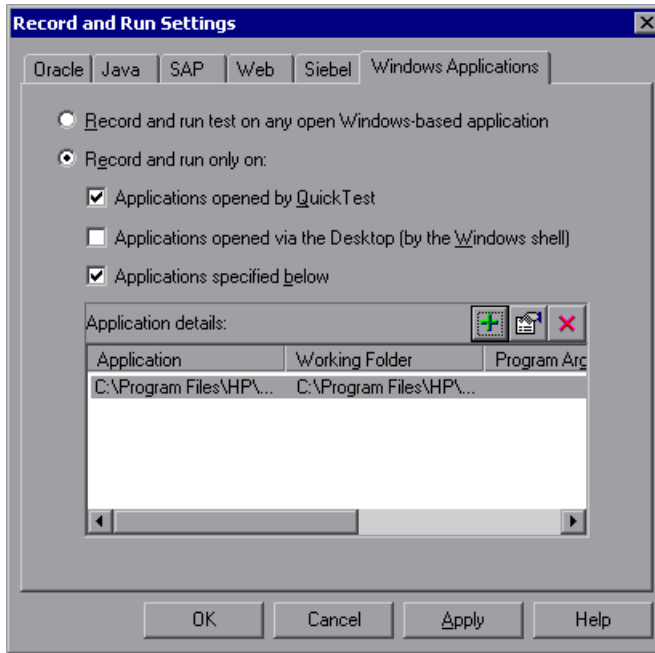 Record and Run Settings
Oracle Java SAP Web Siebel Windows Applications
Record and run test on any open Windows-based application
Record and run only on:
Applications opened by QuickTest
Applications opened via the Desktop (by the Windows shell)
Applications specified below
Application details:
Application Working Folder Program Arg
C:\Program Files\HP\... C:\Program Files\HP\...
OK Cancel Apply Help